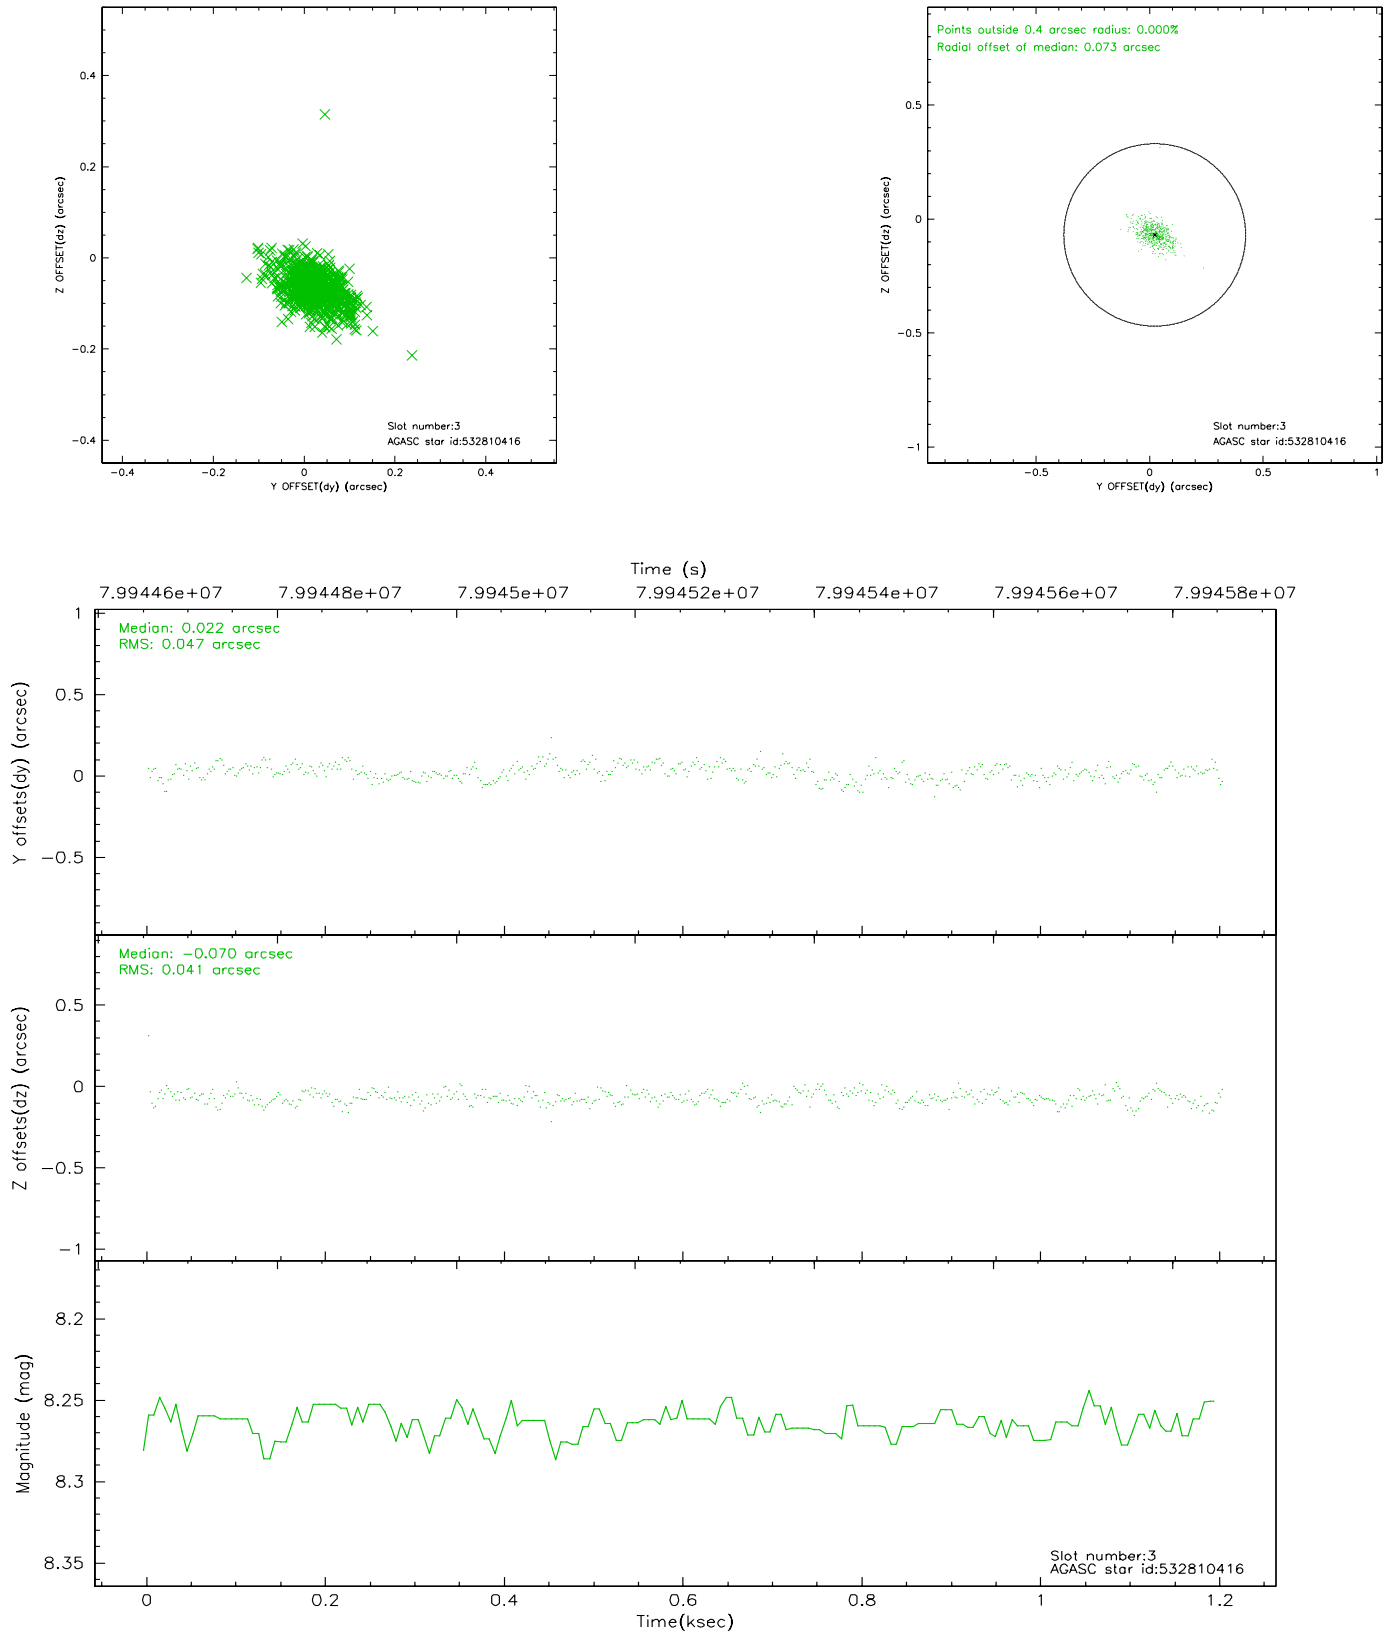 0.4
0.2
0
−0.2
−0.4
Z OFFSET(dz) (arcsec)
Slot number:3
AGASC star id:532810416
−0.4 −0.2 0 0.2 0.4
Y OFFSET(dy) (arcsec)
Points outside 0.4 arcsec radius: 0.000%
Radial offset of median: 0.073 arcsec
0.5
0
−0.5
−1
Z OFFSET(dz) (arcsec)
Slot number:3
AGASC star id:532810416
−0.5 0 0.5 1
Y OFFSET(dy) (arcsec)
Time (s)
7.99446e+07 7.99448e+07 7.9945e+07 7.99452e+07 7.99454e+07 7.99456e+07 7.99458e+07
Median: 0.022 arcsec
RMS: 0.047 arcsec
1
0.5
0
−0.5
Y offsets(dy) (arcsec)
Median: −0.070 arcsec
RMS: 0.041 arcsec
0.5
0
−0.5
−1
Z offsets(dz) (arcsec)
8.2
8.25
8.3
8.35
Magnitude (mag)
Slot number:3
AGASC star id:532810416
0 0.2 0.4 0.6 0.8 1 1.2
Time(ksec)